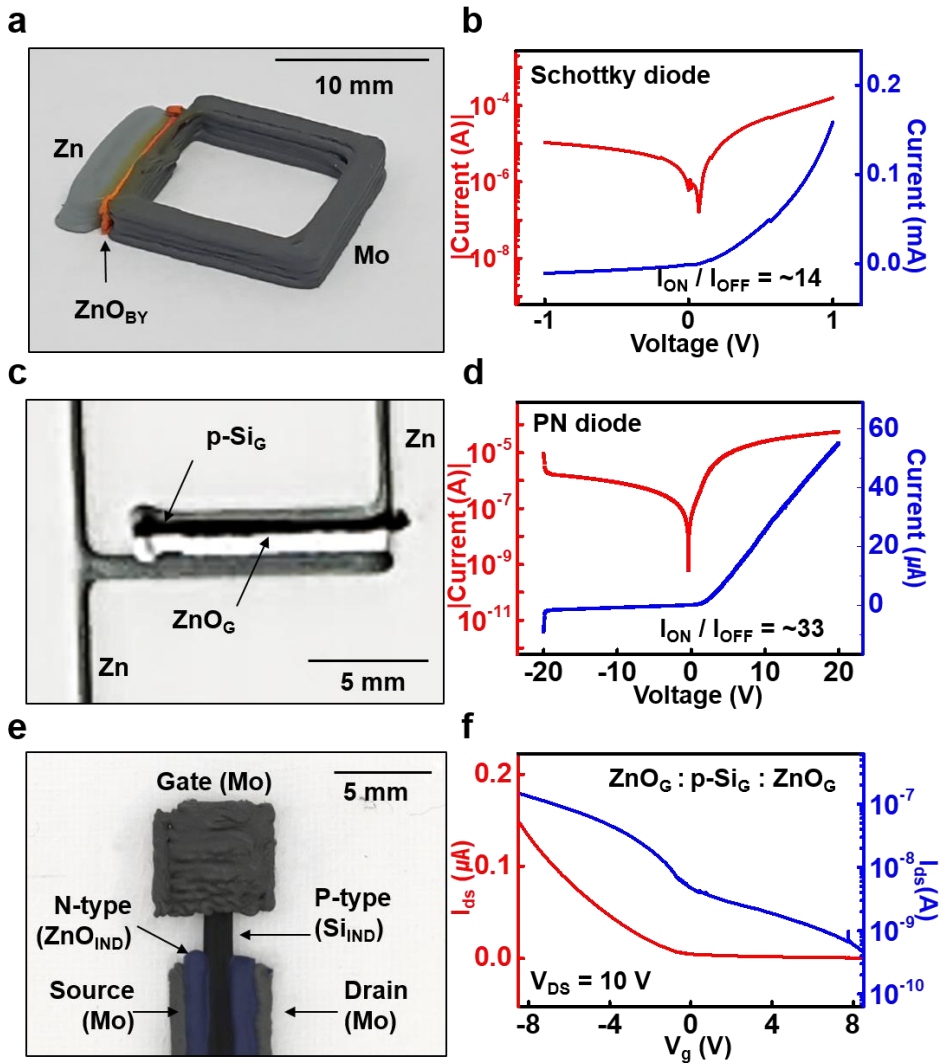 a
10 mm
Zn
Mo
ZnO_BY
b
Schottky diode
|Current (A)|
10⁻⁴
10⁻⁶
10⁻⁸
Current (mA)
0.2
0.1
0.0
I_ON / I_OFF = ~14
-1
0
1
Voltage (V)
c
p-Si_G
Zn
ZnO_G
Zn
5 mm
d
PN diode
|Current (A)|
10⁻⁵
10⁻⁷
10⁻⁹
10⁻¹¹
Current (μA)
60
40
20
0
I_ON / I_OFF = ~33
-20
-10
0
10
20
Voltage (V)
e
Gate (Mo)
5 mm
N-type
(ZnO_IND)
P-type
(Si_IND)
Source
(Mo)
Drain
(Mo)
f
ZnO_G : p-Si_G : ZnO_G
I_ds (μA)
0.2
0.1
0.0
I_ds(A)
10⁻⁷
10⁻⁸
10⁻⁹
10⁻¹⁰
V_DS = 10 V
-8
-4
0
4
8
V_g (V)